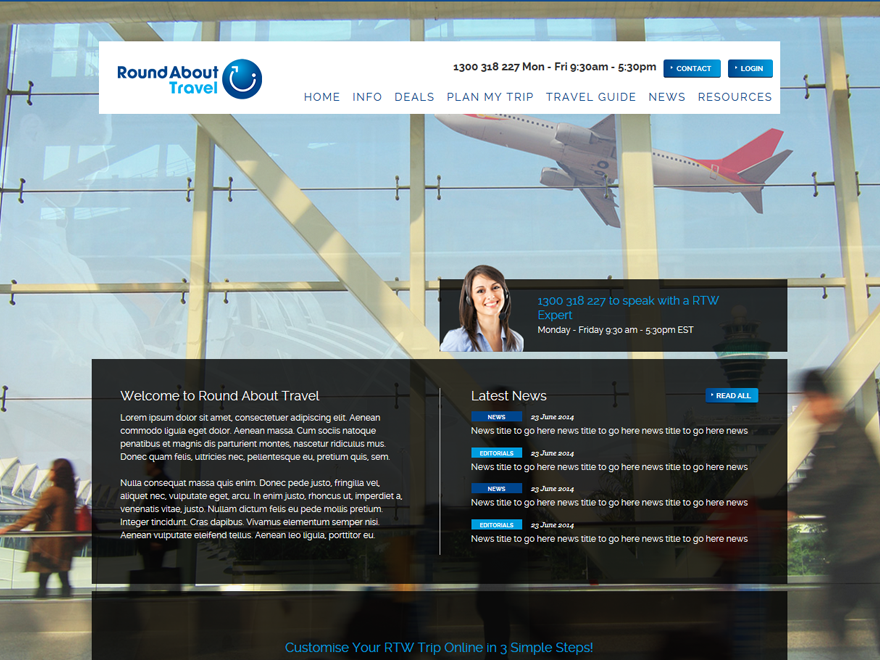 Round About
Travel
1300 318 227 Mon - Fri 9:30am - 5:30pm
CONTACT
LOGIN
HOME INFO DEALS PLAN MY TRIP TRAVEL GUIDE NEWS RESOURCES
1300 318 227 to speak with a RTW
Expert
Monday - Friday 9:30 am - 5:30pm EST
Welcome to Round About Travel
Lorem ipsum dolor sit amet, consectetuer adipiscing elit. Aenean
commodo ligula eget dolor. Aenean massa. Cum sociis natoque
penatibus et magnis dis parturient montes, nascetur ridiculus mus.
Donec quam felis, ultricies nec, pellentesque eu, pretium quis, sem.
Nulla consequat massa quis enim. Donec pede justo, fringilla vel,
aliquet nec, vulputate eget, arcu. In enim justo, rhoncus ut, imperdiet a,
venenatis vitae, justo. Nullam dictum felis eu pede mollis pretium.
Integer tincidunt. Cras dapibus. Vivamus elementum semper nisi.
Aenean vulputate eleifend tellus. Aenean leo ligula, porttitor eu.
Latest News
READ ALL
NEWS 23 June 2014
News title to go here news title to go here news title to go here news
EDITORIALS 23 June 2014
News title to go here news title to go here news title to go here news
NEWS 23 June 2014
News title to go here news title to go here news title to go here news
EDITORIALS 23 June 2014
News title to go here news title to go here news title to go here news
Customise Your RTW Trip Online in 3 Simple Steps!